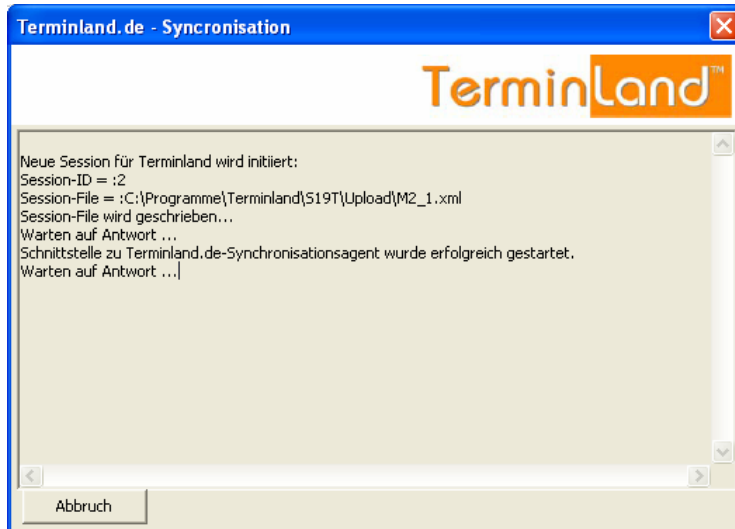 Terminland.de - Syncronisation
TerminLand™
Neue Session für Terminland wird initiiert:
Session-ID = :2
Session-File = :C:\Programme\Terminland\S19T\Upload\M2_1.xml
Session-File wird geschrieben...
Warten auf Antwort ...
Schnittstelle zu Terminland.de-Synchronisationsagent wurde erfolgreich gestartet.
Warten auf Antwort ...
Abbruch